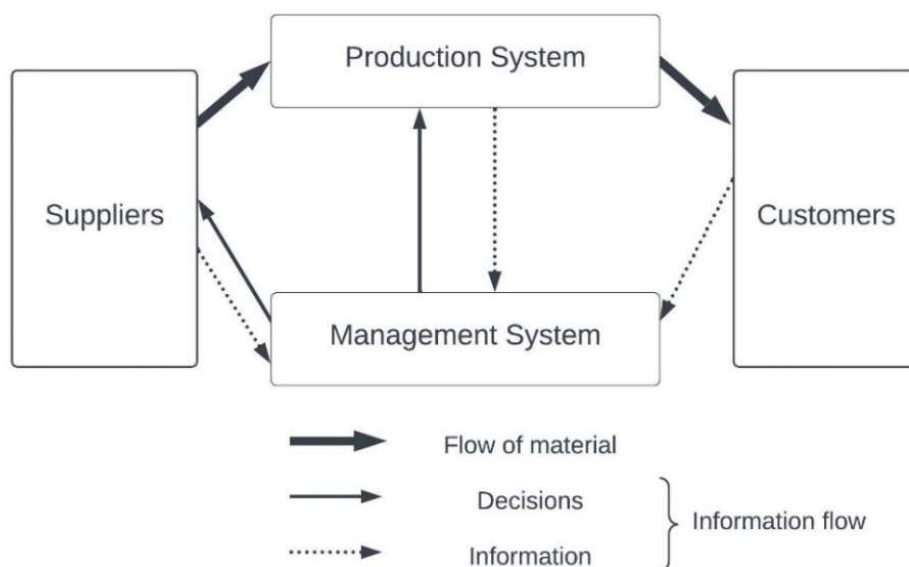 Production System
Suppliers
Customers
Management System
Flow of material
Decisions
Information flow
Information